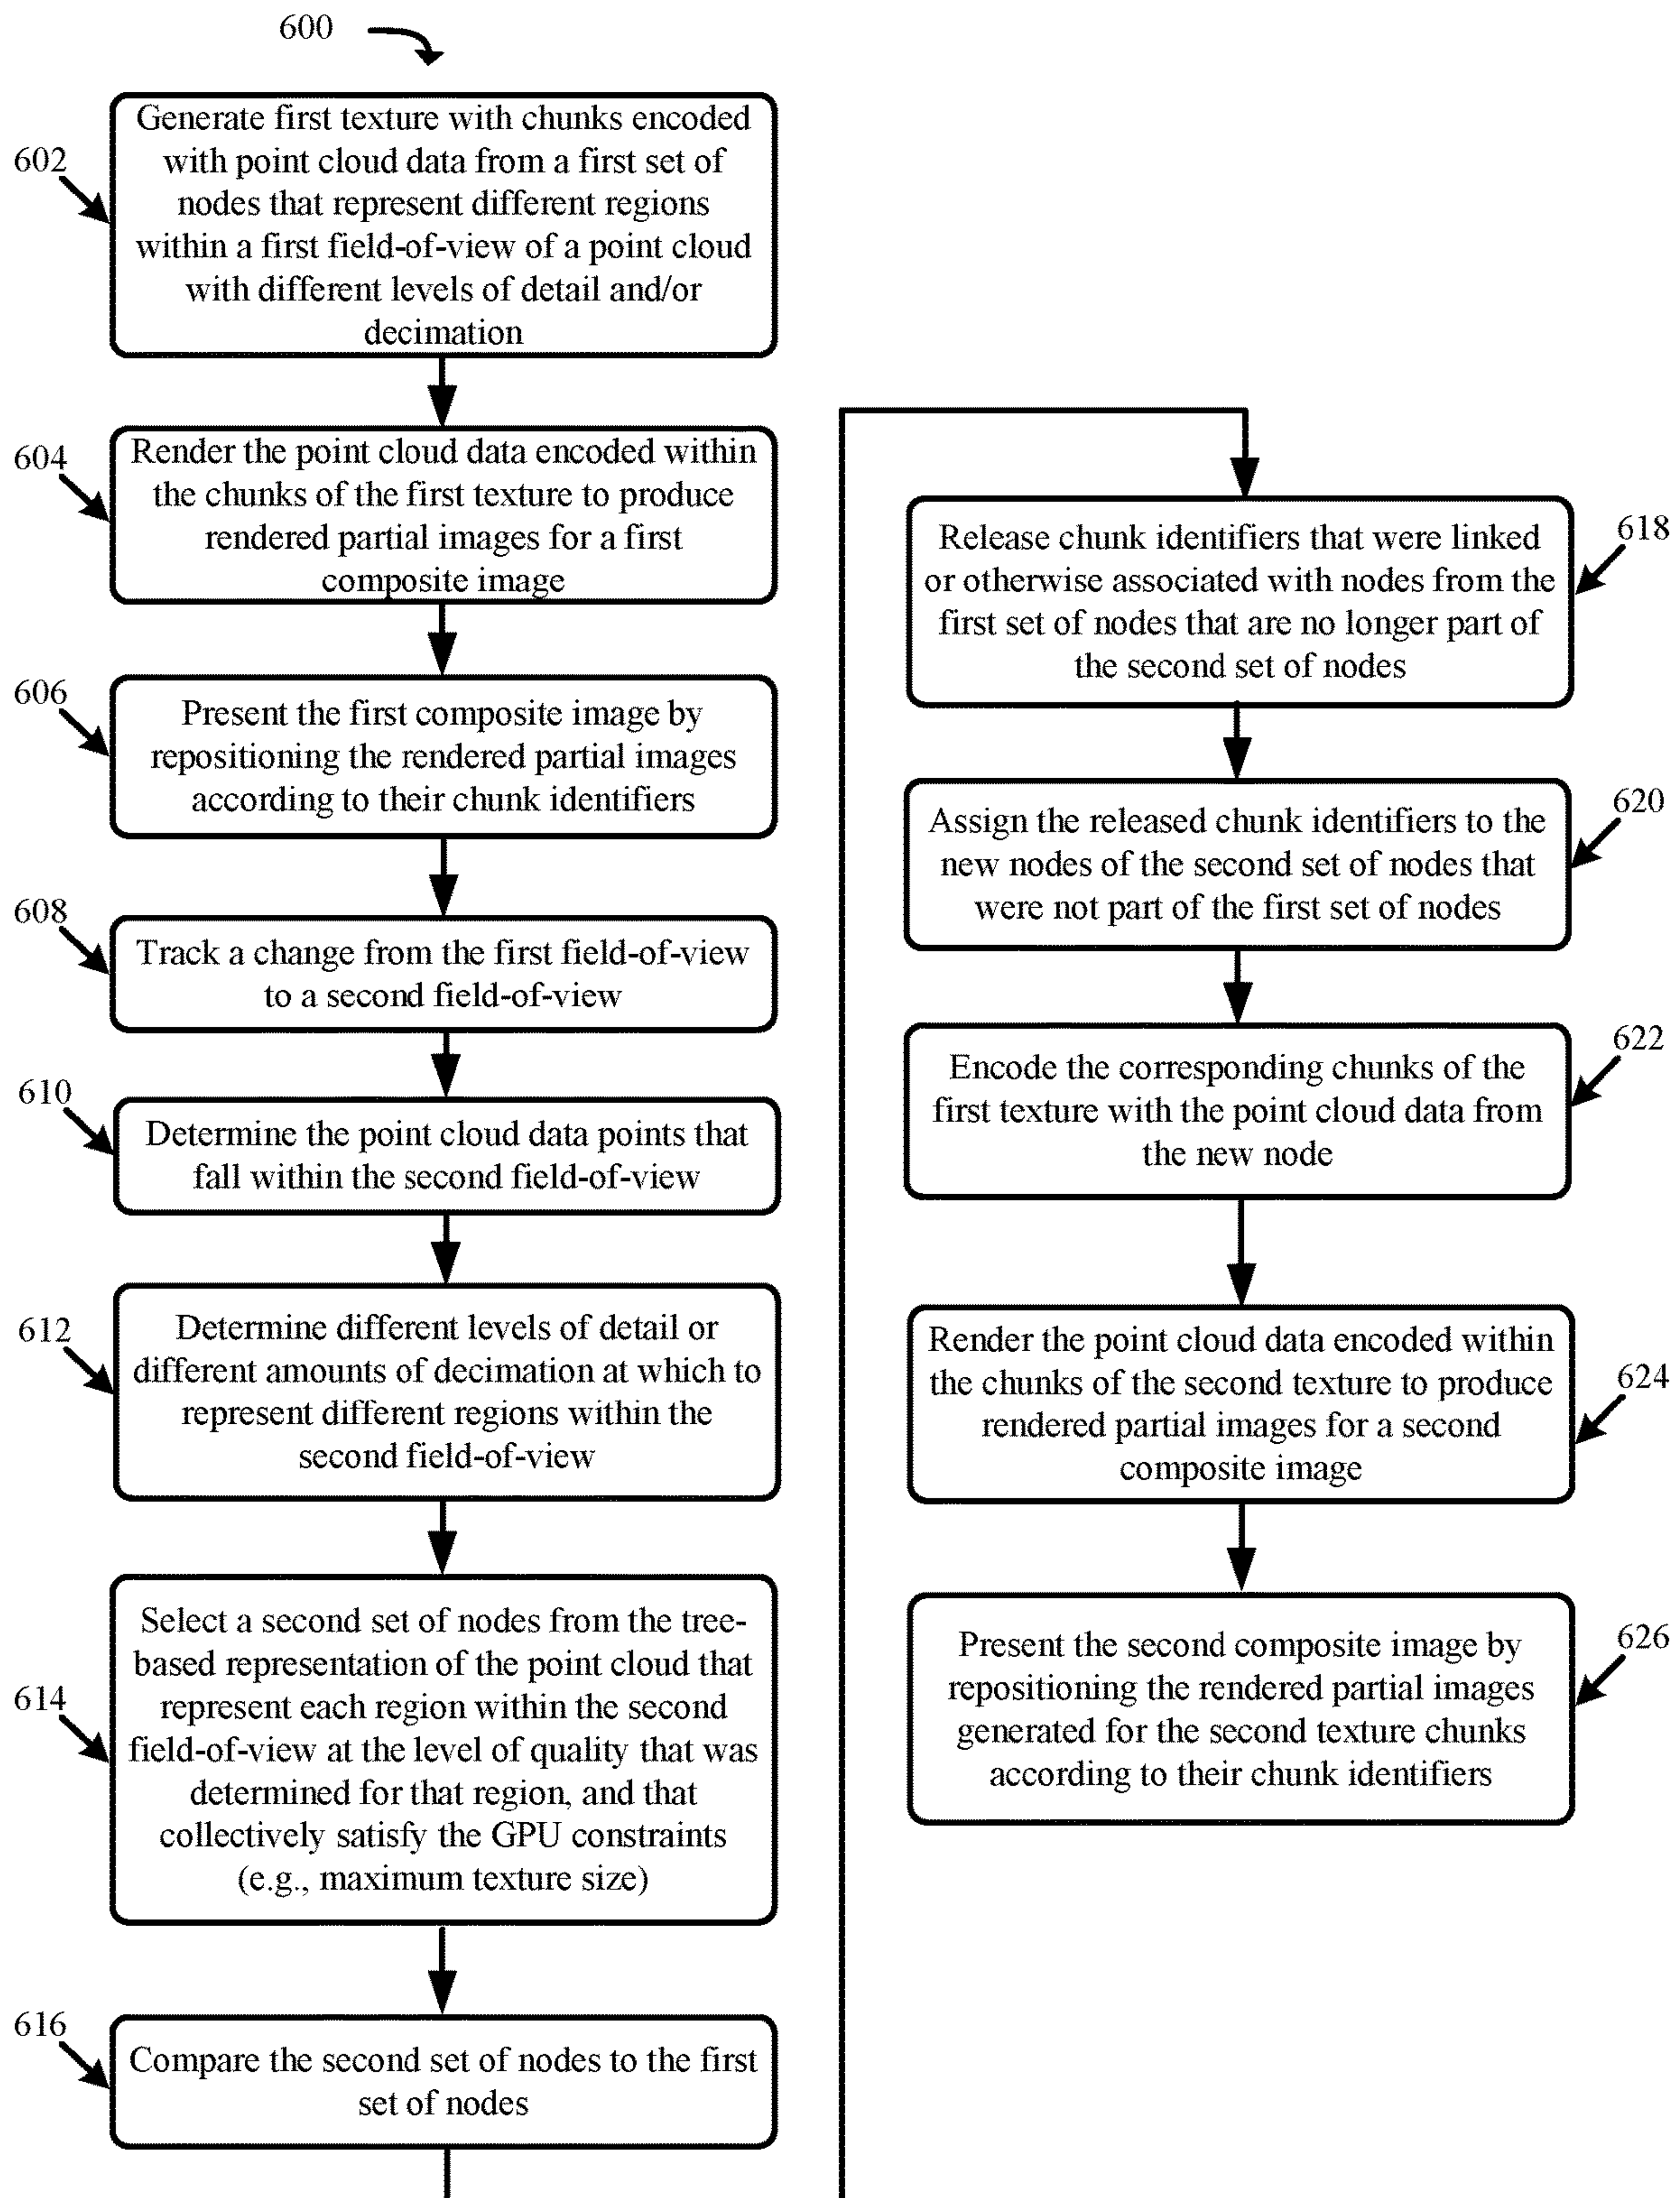 600
602
Generate first texture with chunks encoded
with point cloud data from a first set of
nodes that represent different regions
within a first field-of-view of a point cloud
with different levels of detail and/or
decimation
604
Render the point cloud data encoded within
the chunks of the first texture to produce
rendered partial images for a first
composite image
606
Present the first composite image by
repositioning the rendered partial images
according to their chunk identifiers
608
Track a change from the first field-of-view
to a second field-of-view
610
Determine the point cloud data points that
fall within the second field-of-view
612
Determine different levels of detail or
different amounts of decimation at which to
represent different regions within the
second field-of-view
614
Select a second set of nodes from the tree-
based representation of the point cloud that
represent each region within the second
field-of-view at the level of quality that was
determined for that region, and that
collectively satisfy the GPU constraints
(e.g., maximum texture size)
616
Compare the second set of nodes to the first
set of nodes
618
Release chunk identifiers that were linked
or otherwise associated with nodes from the
first set of nodes that are no longer part of
the second set of nodes
620
Assign the released chunk identifiers to the
new nodes of the second set of nodes that
were not part of the first set of nodes
622
Encode the corresponding chunks of the
first texture with the point cloud data from
the new node
624
Render the point cloud data encoded within
the chunks of the second texture to produce
rendered partial images for a second
composite image
626
Present the second composite image by
repositioning the rendered partial images
generated for the second texture chunks
according to their chunk identifiers